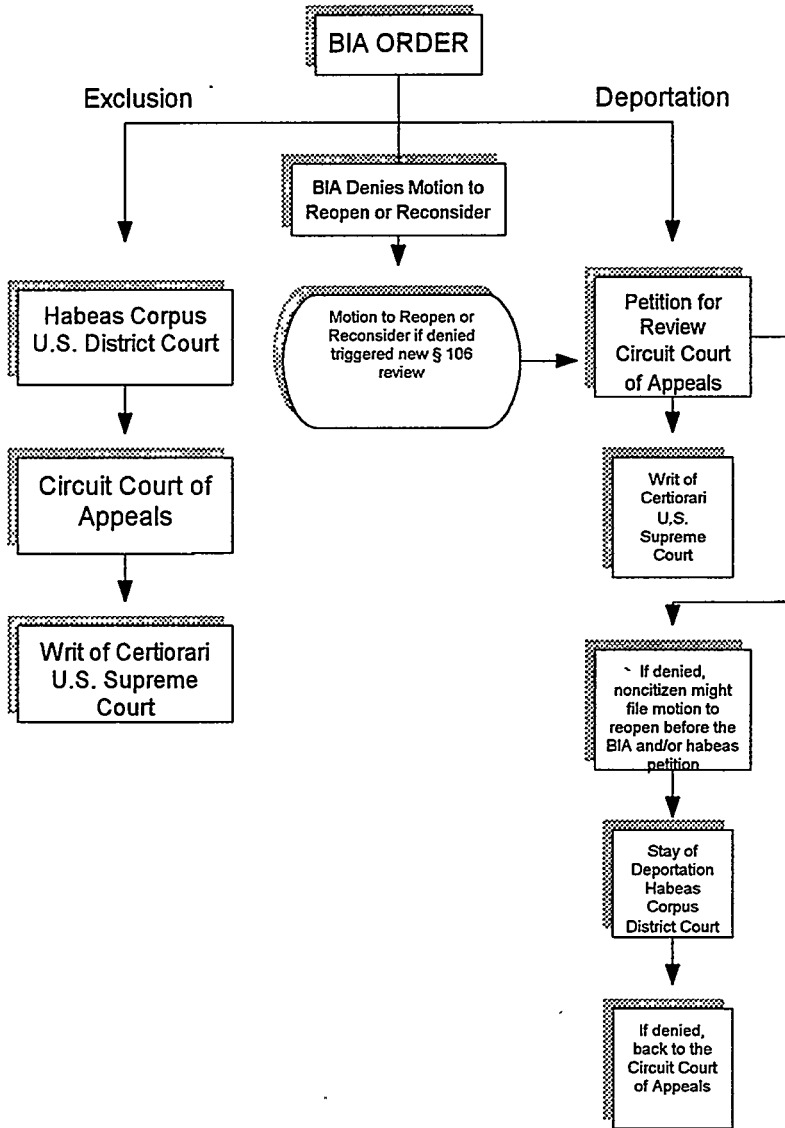 BIA ORDER
Exclusion
Deportation
BIA Denies Motion to
Reopen or Reconsider
Habeas Corpus
U.S. District Court
Motion to Reopen or
Reconsider if denied
triggered new § 106
review
Petition for
Review
Circuit Court
of Appeals
Circuit Court of
Appeals
Writ of
Certiorari
U.S.
Supreme
Court
Writ of Certiorari
U.S. Supreme
Court
If denied,
noncitizen might
file motion to
reopen before the
BIA and/or habeas
petition
Stay of
Deportation
Habeas
Corpus
District Court
If denied,
back to the
Circuit Court
of Appeals